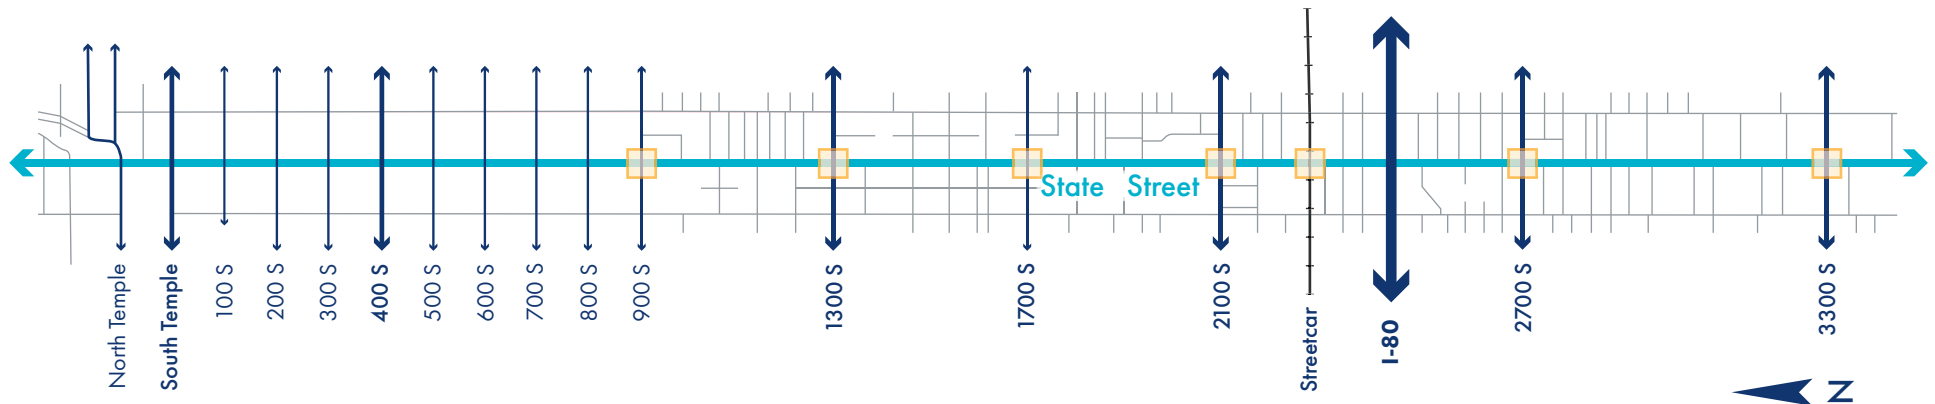 State Street
North Temple
South Temple
100 S
200 S
300 S
400 S
500 S
600 S
700 S
800 S
900 S
1300 S
1700 S
2100 S
Streetcar
I-80
2700 S
3300 S
N